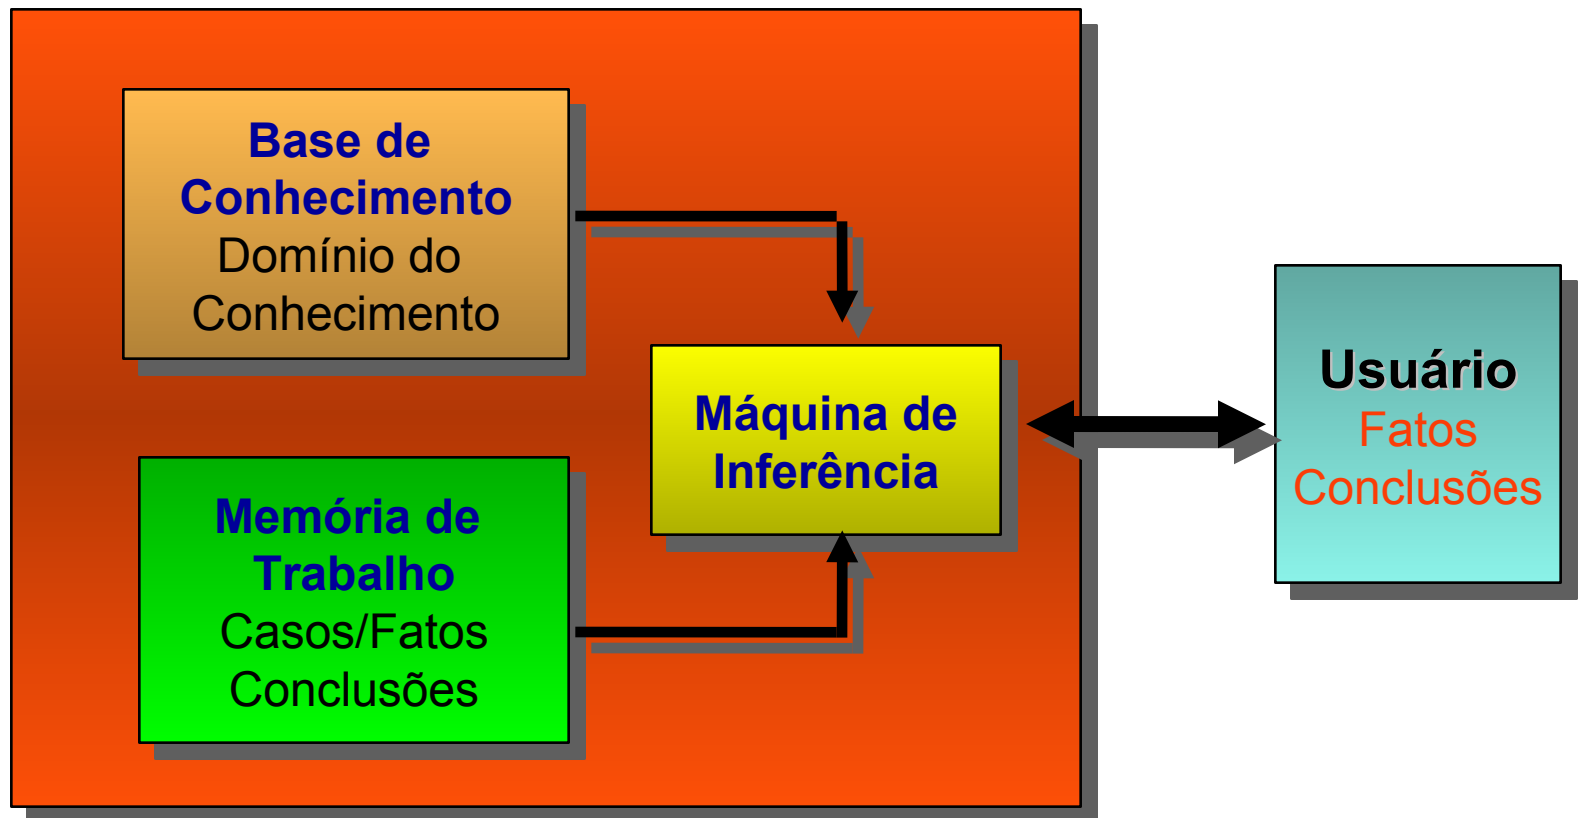 Base de
Conhecimento
Domínio do
Conhecimento
Máquina de
Inferência
Memória de
Trabalho
Casos/Fatos
Conclusões
Usuário
Fatos
Conclusões